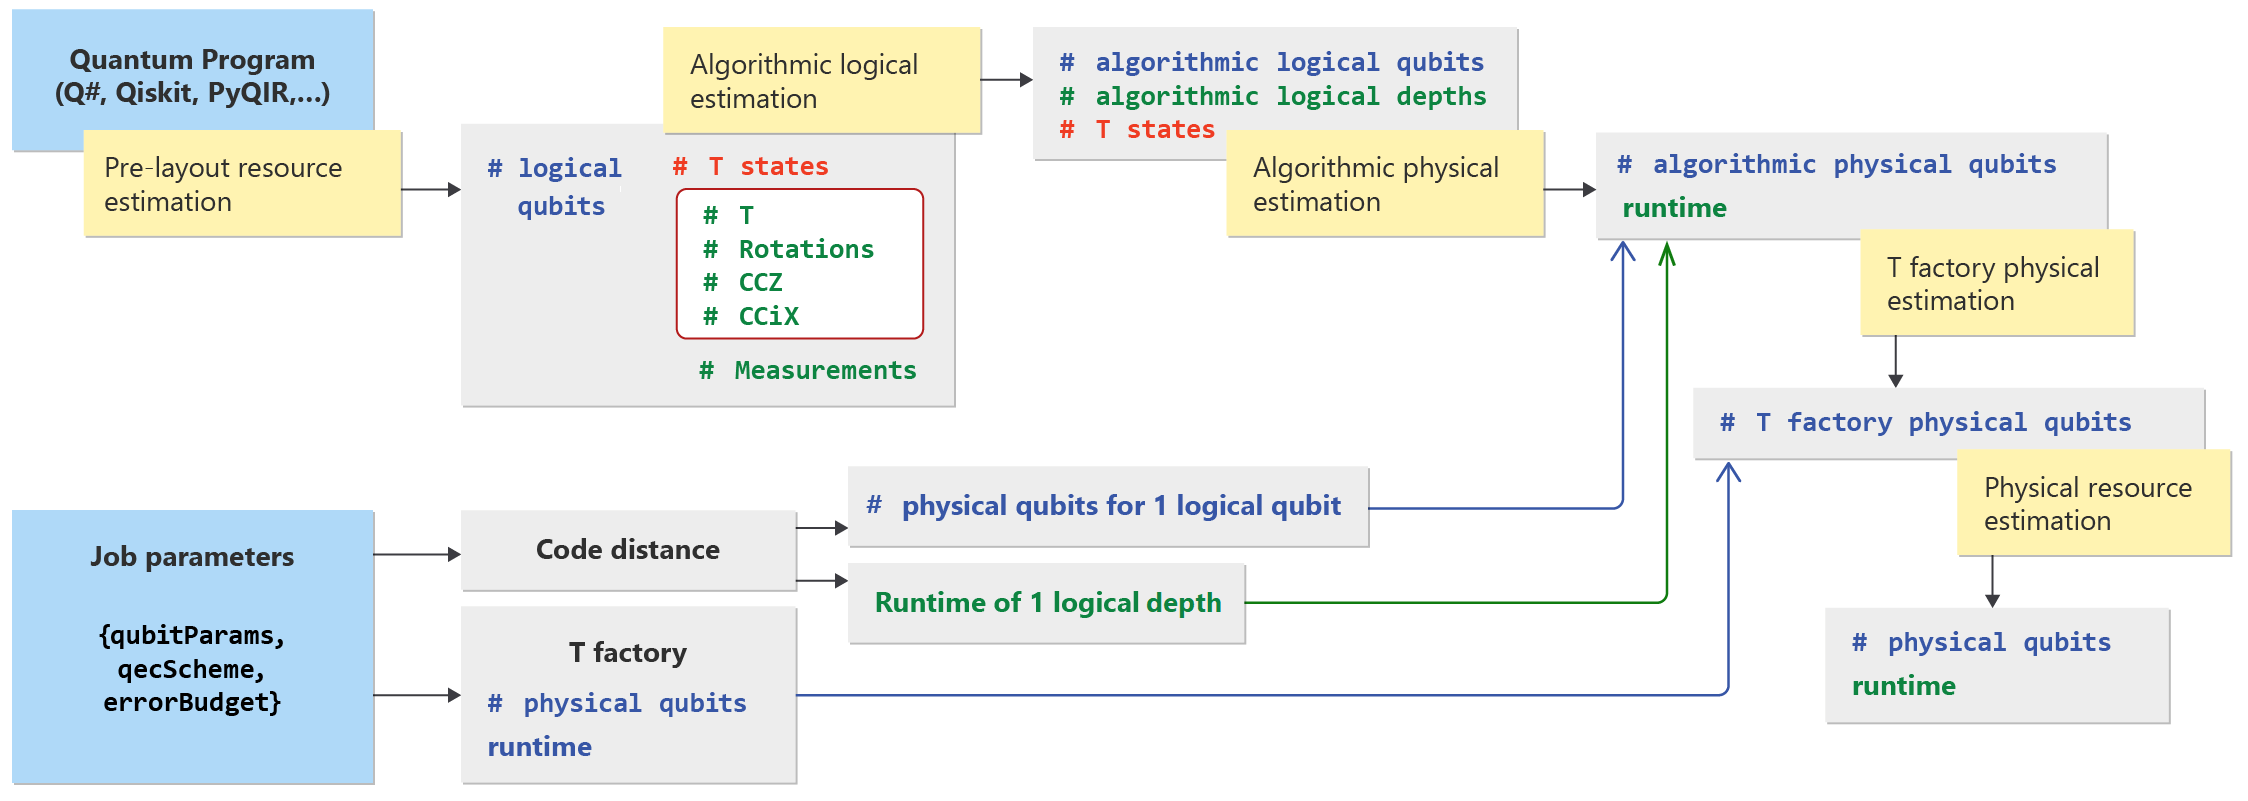 Quantum Program
(Q#, Qiskit, PyQIR,...)
Pre-layout resource
estimation
# logical
qubits
# T states
# T
# Rotations
# CCZ
# CCiX
# Measurements
Algorithmic logical
estimation
# algorithmic logical qubits
# algorithmic logical depths
# T states
Algorithmic physical
estimation
# algorithmic physical qubits
runtime
T factory physical
estimation
# T factory physical qubits
Physical resource
estimation
# physical qubits
runtime
Job parameters
{qubitParams,
qecScheme,
errorBudget}
Code distance
# physical qubits for 1 logical qubit
Runtime of 1 logical depth
T factory
# physical qubits
runtime